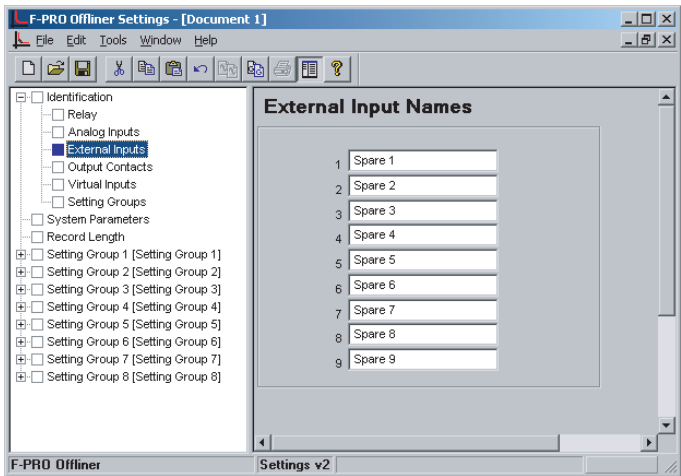 F-PRO Offliner Settings - [Document 1]
File Edit Tools Window Help
Identification
Relay
Analog Inputs
External Inputs
Output Contacts
Virtual Inputs
Setting Groups
System Parameters
Record Length
Setting Group 1 [Setting Group 1]
Setting Group 2 [Setting Group 2]
Setting Group 3 [Setting Group 3]
Setting Group 4 [Setting Group 4]
Setting Group 5 [Setting Group 5]
Setting Group 6 [Setting Group 6]
Setting Group 7 [Setting Group 7]
Setting Group 8 [Setting Group 8]
External Input Names
1 Spare 1
2 Spare 2
3 Spare 3
4 Spare 4
5 Spare 5
6 Spare 6
7 Spare 7
8 Spare 8
9 Spare 9
F-PRO Offliner
Settings v2